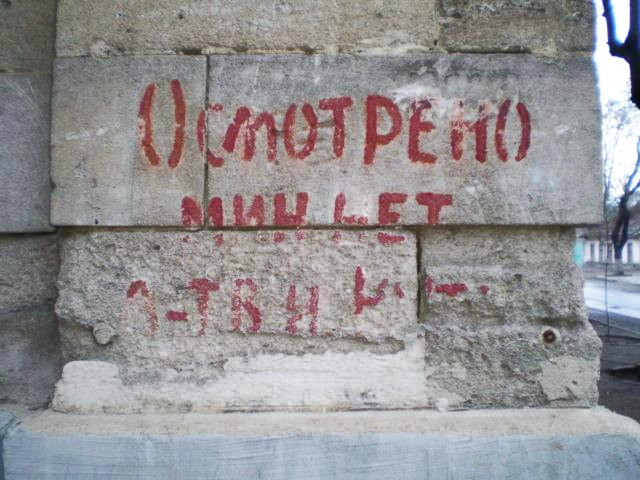 Осмотрено
мин нет
л-т